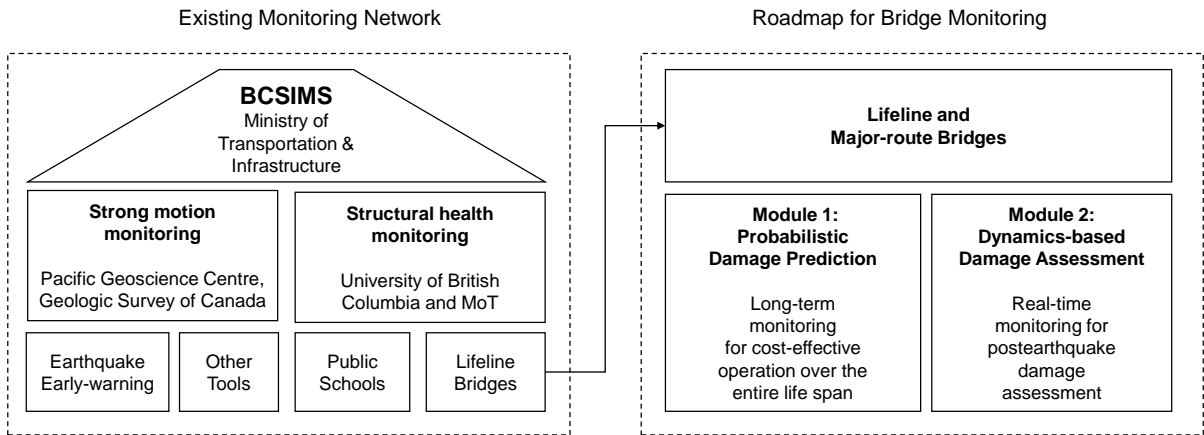 Existing Monitoring Network
BCSIMS
Ministry of
Transportation &
Infrastructure
Strong motion
monitoring
Pacific Geoscience Centre,
Geologic Survey of Canada
Structural health
monitoring
University of British
Columbia and MoT
Earthquake
Early-warning
Other
Tools
Public
Schools
Lifeline
Bridges
Roadmap for Bridge Monitoring
Lifeline and
Major-route Bridges
Module 1:
Probabilistic
Damage Prediction
Long-term
monitoring
for cost-effective
operation over the
entire life span
Module 2:
Dynamics-based
Damage Assessment
Real-time
monitoring for
postearthquake
damage
assessment